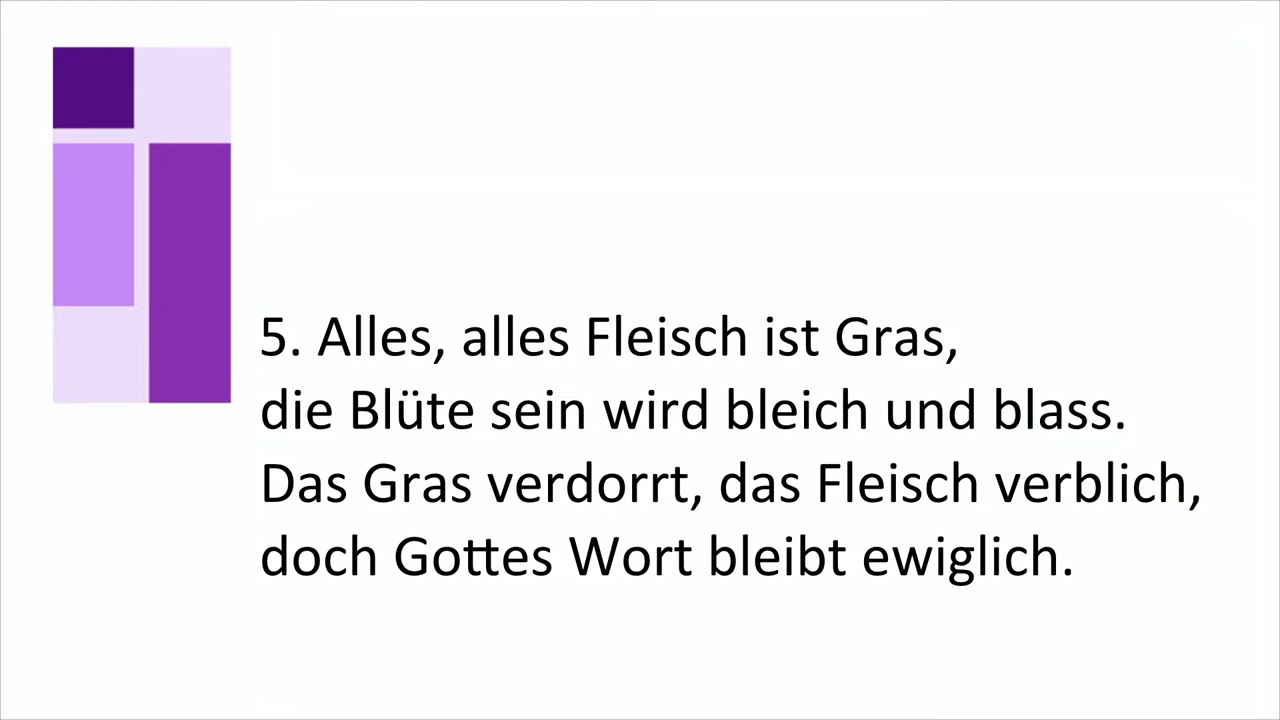 5. Alles, alles Fleisch ist Gras,
die Blüte sein wird bleich und blass.
Das Gras verdorrt, das Fleisch verblich,
doch Gottes Wort bleibt ewiglich.